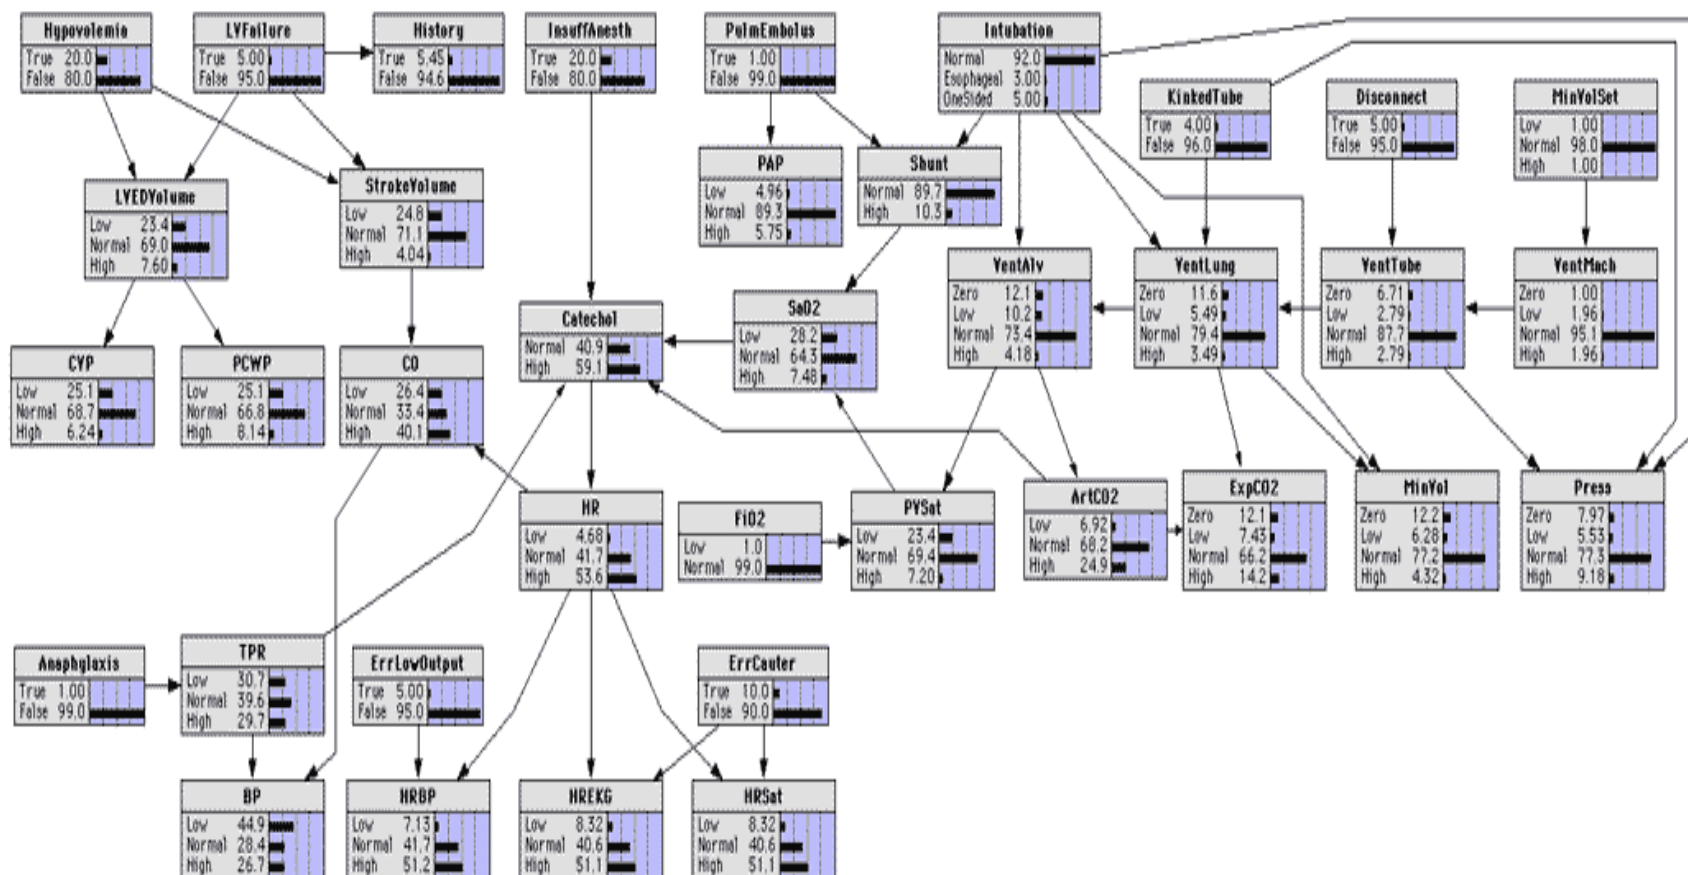 Hypovolemia
True 20.0
False 80.0
LVFailure
True 5.00
False 95.0
History
True 5.45
False 94.6
InsuffAnesth
True 20.0
False 80.0
PulmEmbolus
True 1.00
False 99.0
Intubation
Normal 92.0
Esophageal 3.00
OneSided 5.00
KinkedTube
True 4.00
False 96.0
Disconnect
True 5.00
False 95.0
MinVolSet
Low 1.00
Normal 98.0
High 1.00
PAP
Low 4.96
Normal 89.3
High 5.75
Shunt
Normal 89.7
High 10.3
LVEDVolume
Low 23.4
Normal 69.0
High 7.60
StrokeVolume
Low 24.8
Normal 71.1
High 4.04
VentAlv
Zero 12.1
Low 10.2
Normal 73.4
High 4.18
VentLung
Zero 11.6
Low 5.49
Normal 79.4
High 3.49
VentTube
Zero 6.71
Low 2.79
Normal 87.7
High 2.79
VentMach
Zero 1.00
Low 1.96
Normal 95.1
High 1.96
Catechol
Normal 40.9
High 59.1
SaO2
Low 28.2
Normal 64.3
High 7.48
CVP
Low 25.1
Normal 68.7
High 6.24
PCWP
Low 25.1
Normal 66.8
High 8.14
CO
Low 26.4
Normal 33.4
High 40.1
HR
Low 4.68
Normal 41.7
High 53.6
FiO2
Low 1.0
Normal 99.0
PVSat
Low 23.4
Normal 69.4
High 7.20
ArtCO2
Low 6.92
Normal 68.2
High 24.9
ExpCO2
Zero 12.1
Low 7.43
Normal 66.2
High 14.2
MinVol
Zero 12.2
Low 6.28
Normal 77.2
High 4.32
Press
Zero 7.97
Low 5.53
Normal 77.3
High 9.18
Anaphylaxis
True 1.00
False 99.0
TPR
Low 30.7
Normal 39.6
High 29.7
ErrLowOutput
True 5.00
False 95.0
ErrCauter
True 10.0
False 90.0
BP
Low 44.9
Normal 28.4
High 26.7
HRBP
Low 7.13
Normal 41.7
High 51.2
HREKG
Low 8.32
Normal 40.6
High 51.1
HRSat
Low 8.32
Normal 40.6
High 51.1